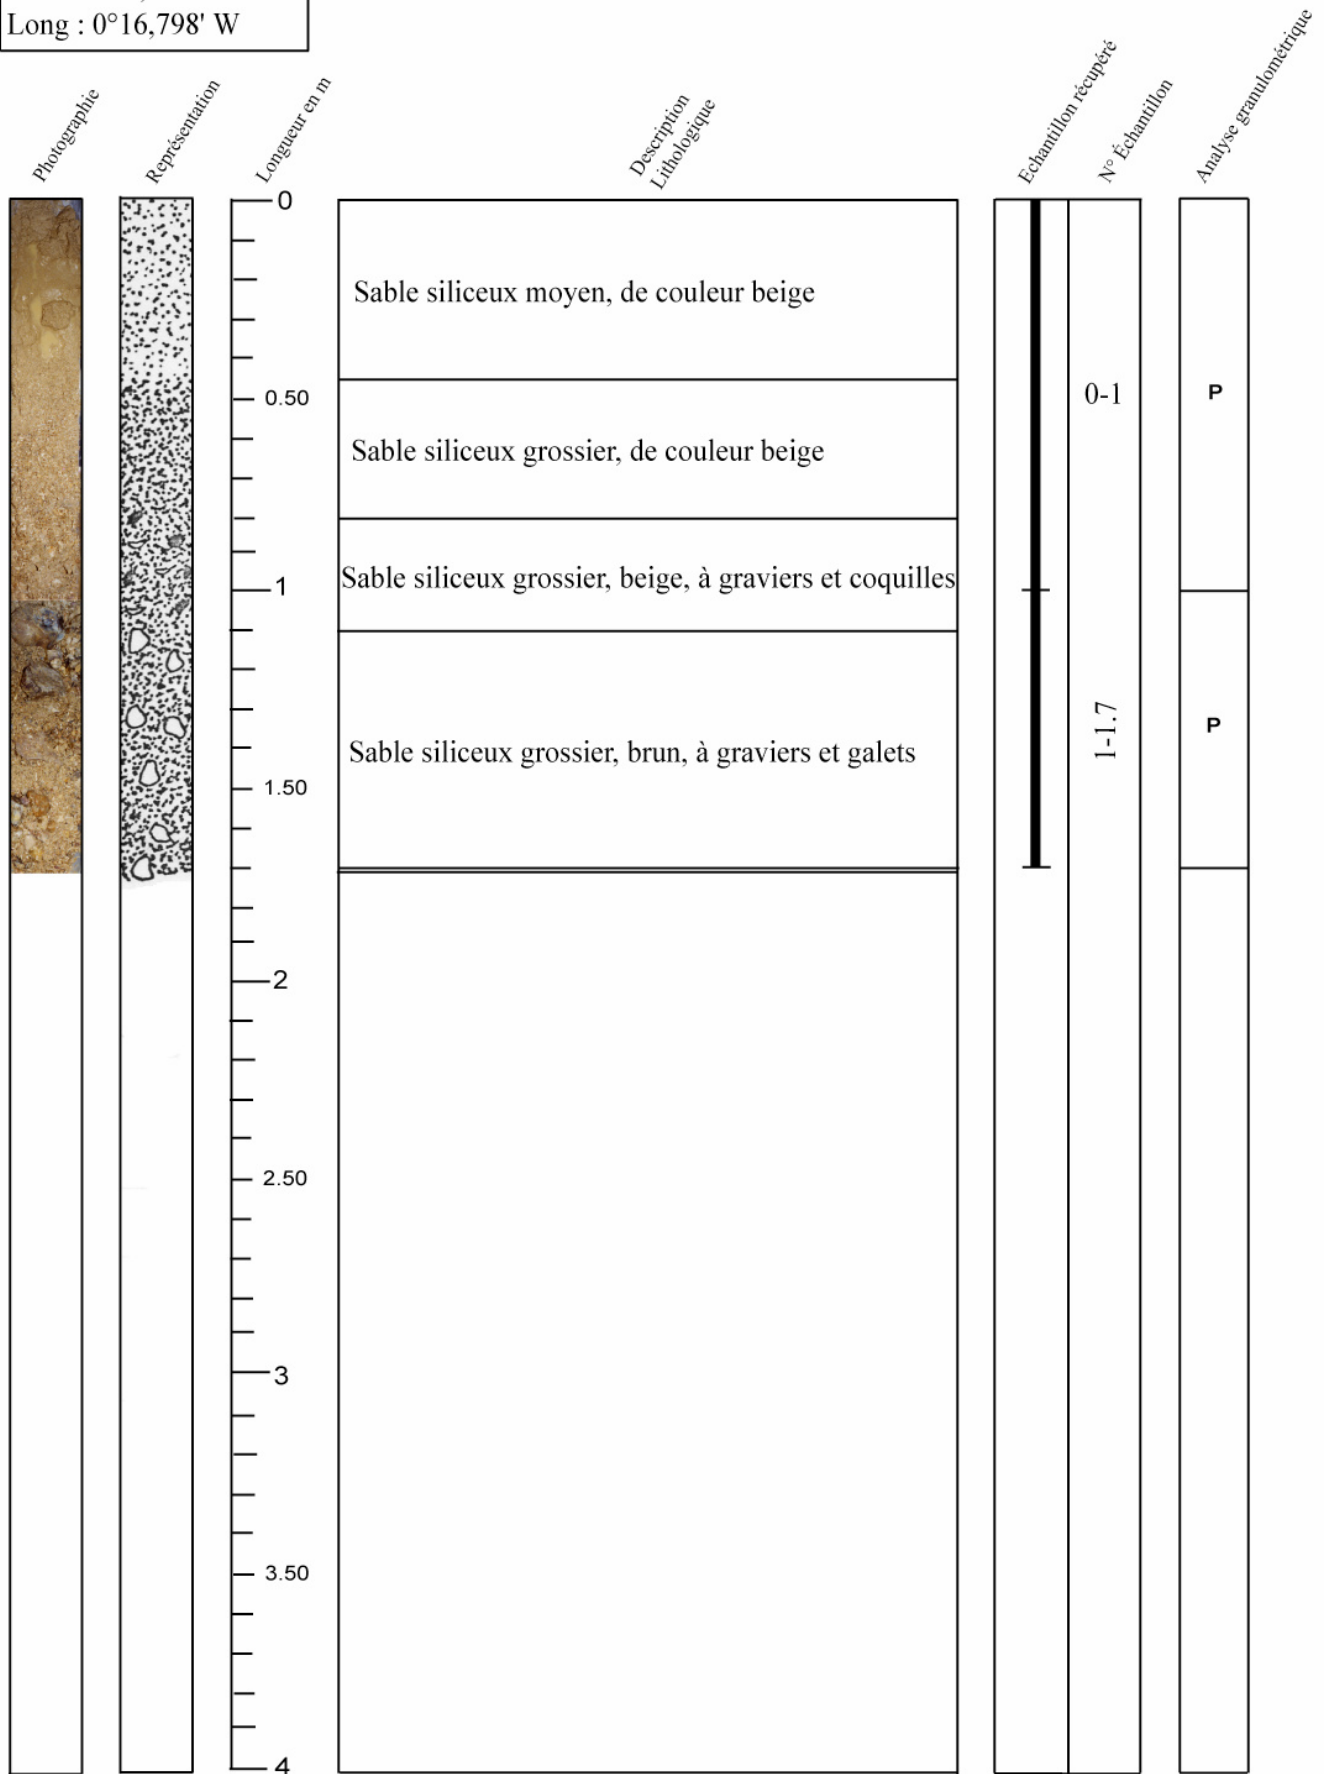 Long : 0°16,798' W
Photographie
Représentation
Longueur en m
Description
Lithologique
Echantillon récupéré
N° Échantillon
Analyse granulométrique
0
Sable siliceux moyen, de couleur beige
0.50
0-1
P
Sable siliceux grossier, de couleur beige
1
Sable siliceux grossier, beige, à graviers et coquilles
1-1.7
P
Sable siliceux grossier, brun, à graviers et galets
1.50
2
2.50
3
3.50
4